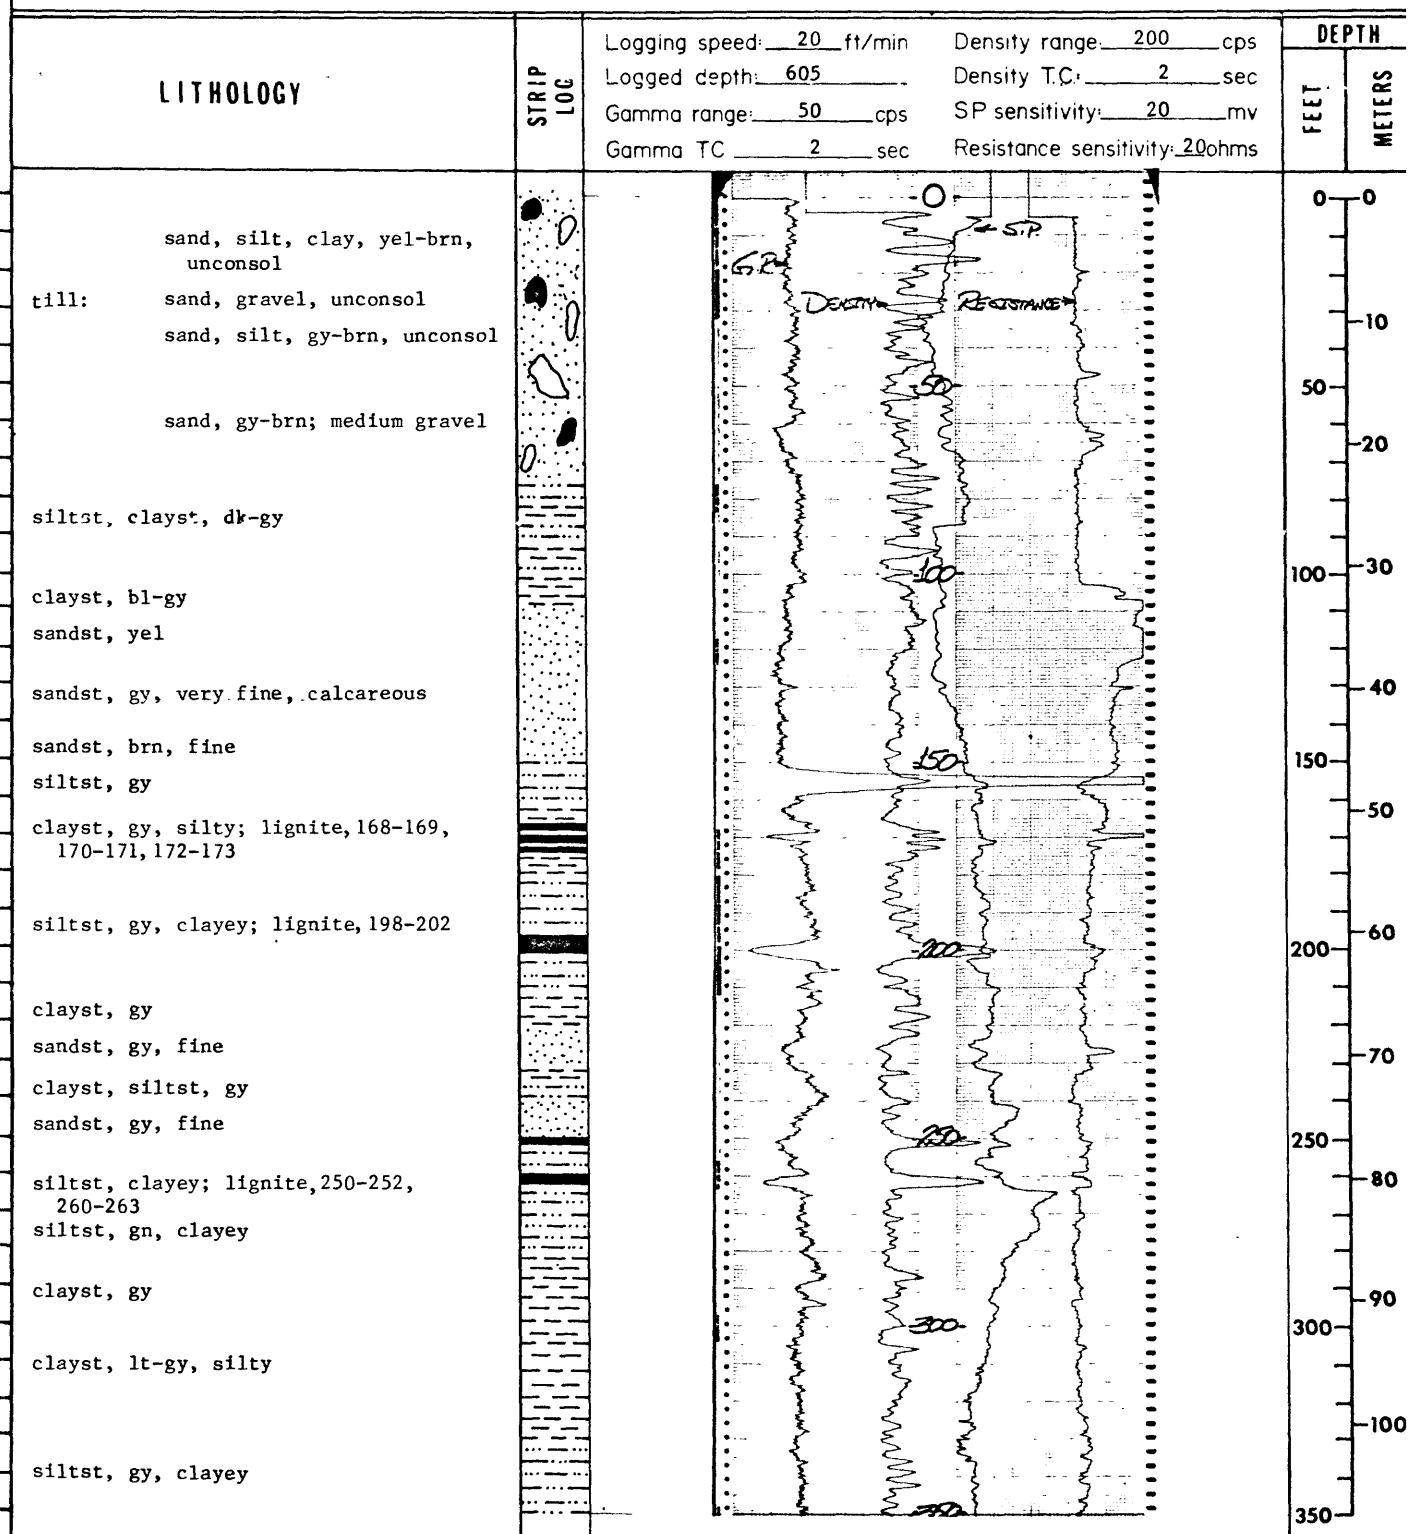 LITHOLOGY
STRIP LOG
Logging speed: 20 ft/min
Logged depth: 605
Gamma range: 50 cps
Gamma TC 2 sec
Density range: 200 cps
Density T.C.: 2 sec
SP sensitivity: 20 mv
Resistance sensitivity: 20 ohms
DEPTH
FEET
METERS
sand, silt, clay, yel-brn,
unconsol
till: sand, gravel, unconsol
sand, silt, gy-brn, unconsol
sand, gy-brn; medium gravel
siltst, clayst, dk-gy
clayst, bl-gy
sandst, yel
sandst, gy, very fine, calcareous
sandst, brn, fine
siltst, gy
clayst, gy, silty; lignite, 168-169,
170-171, 172-173
siltst, gy, clayey; lignite, 198-202
clayst, gy
sandst, gy, fine
clayst, siltst, gy
sandst, gy, fine
siltst, clayey; lignite, 250-252,
260-263
siltst, gn, clayey
clayst, gy
clayst, lt-gy, silty
siltst, gy, clayey
0
S.P.
G.R.
DENSITY
RESISTANCE
50
100
150
200
250
300
350
0
50
100
150
200
250
300
350
0
10
20
30
40
50
60
70
80
90
100